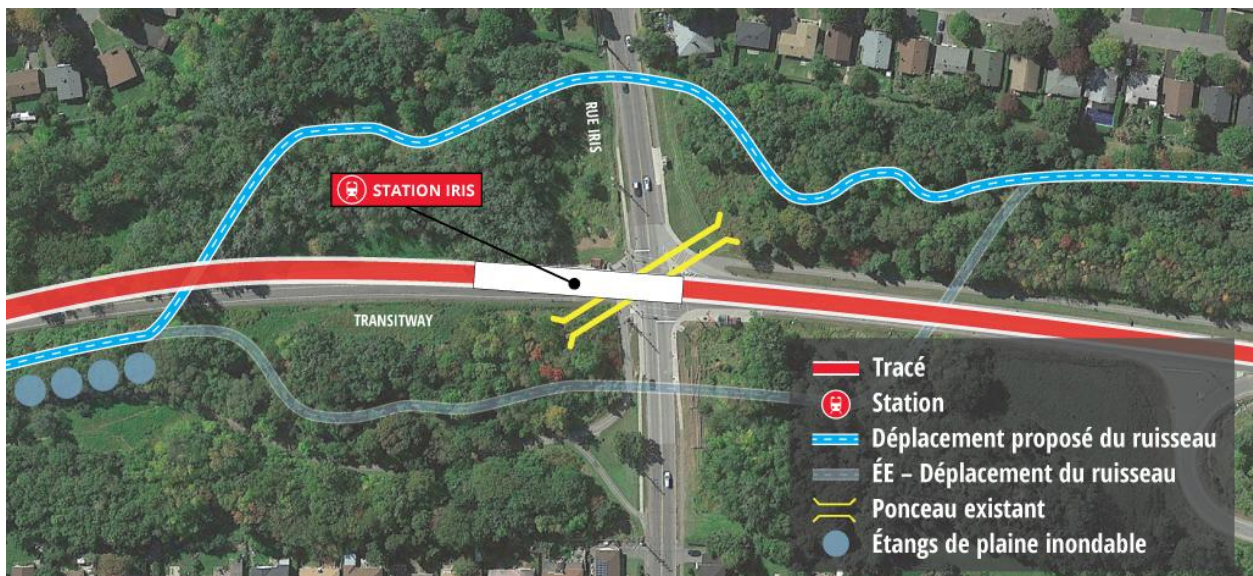 RUE IRIS
STATION IRIS
TRANSITWAY
Tracé
Station
Déplacement proposé du ruisseau
ÉE – Déplacement du ruisseau
Ponceau existant
Étangs de plaine inondable